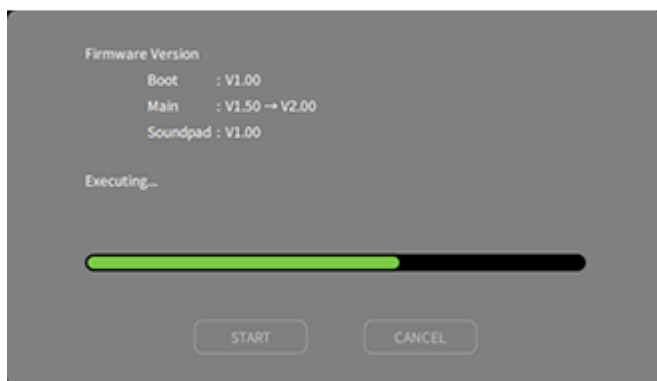 Firmware Version
Boot : V1.00
Main : V1.50 → V2.00
Soundpad : V1.00
Executing...
START CANCEL